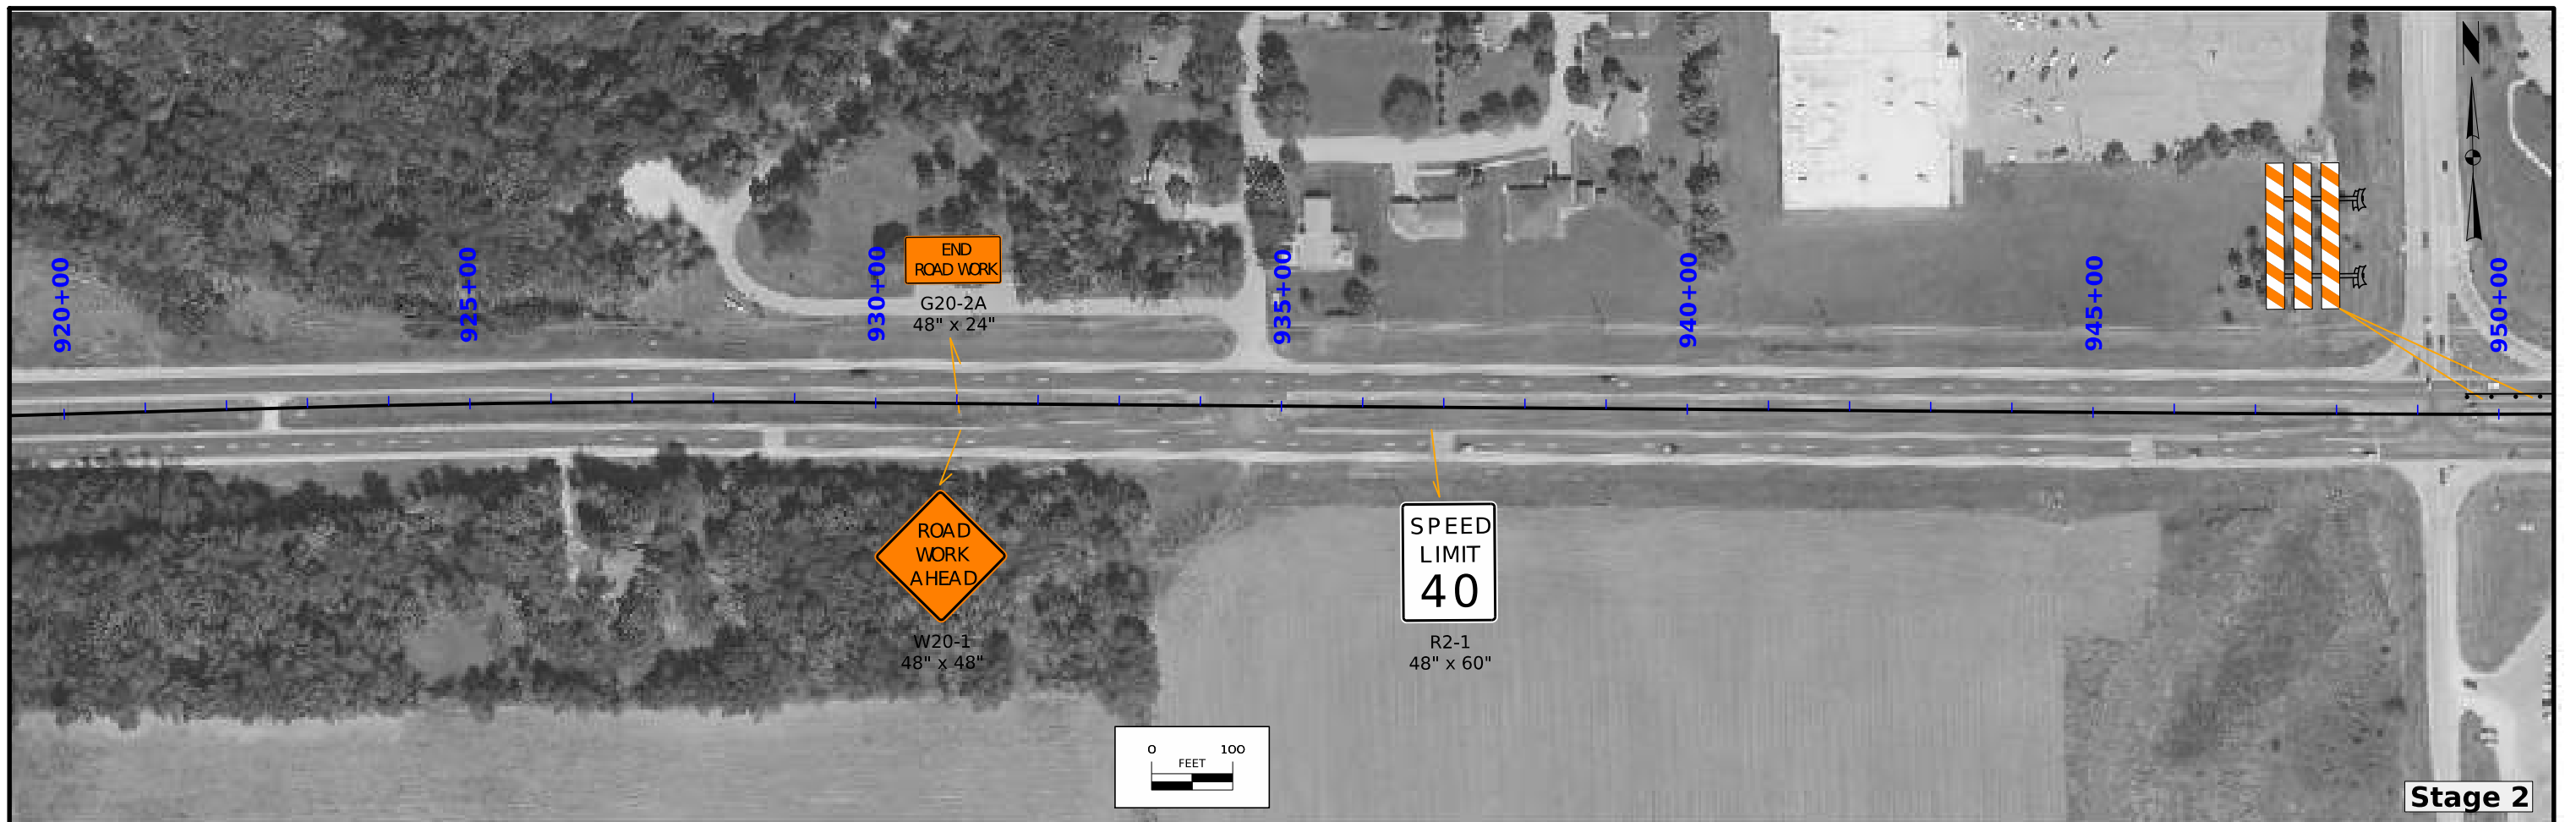 N
920+00
925+00
930+00
935+00
940+00
945+00
950+00
END
ROAD WORK
G20-2A
48" x 24"
ROAD
WORK
AHEAD
W20-1
48" x 48"
SPEED
LIMIT
40
R2-1
48" x 60"
0 100
FEET
Stage 2